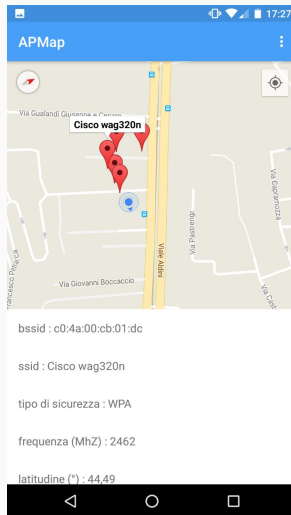 17:27
APMap
Via Gualandi Giuseppe e Cesare
Cisco wag320n
Via Capramozza
Via Pastrengo
Viale Aldini
Francesco Petrarca
Via Giovanni Boccaccio
Via Cast
bssid : c0:4a:00:cb:01:dc
ssid : Cisco wag320n
tipo di sicurezza : WPA
frequenza (MhZ) : 2462
latitudine (°) : 44,49